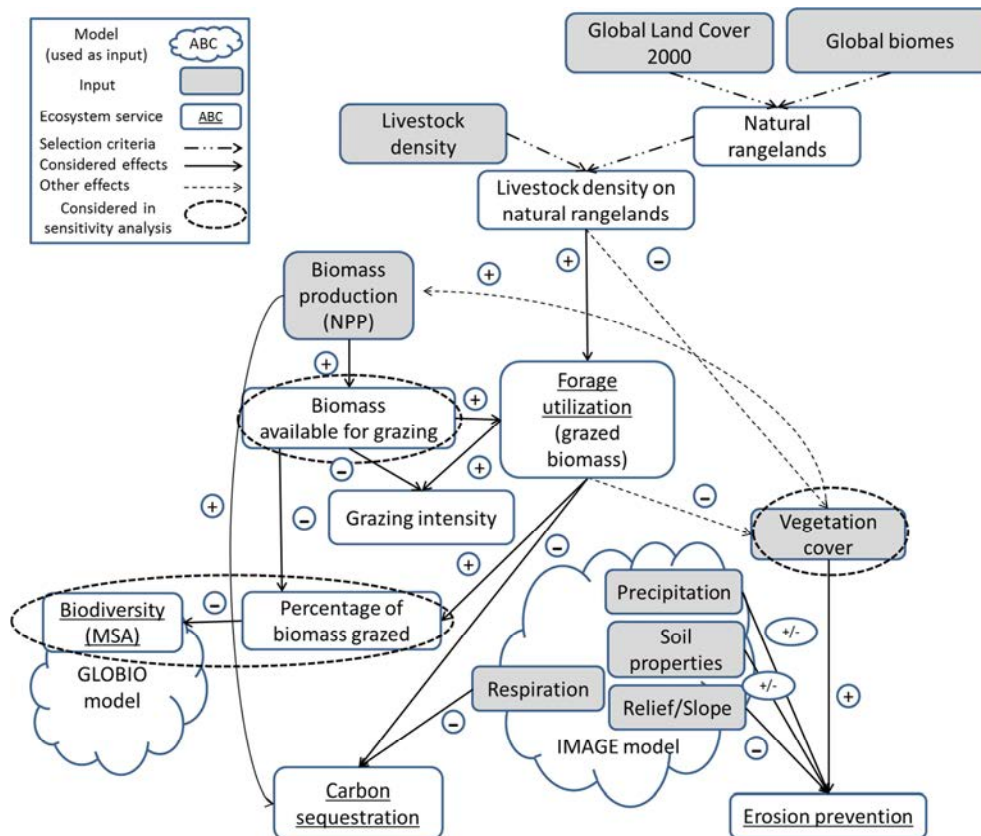 Model
(used as input)
ABC
Input
Ecosystem service
ABC
Selection criteria
Considered effects
Other effects
Considered in
sensitivity analysis
Global Land Cover
2000
Global biomes
Livestock
density
Natural
rangelands
Livestock density on
natural rangelands
+
+
-
Biomass
production
(NPP)
+
Biomass
available for grazing
+
Forage
utilization
(grazed
biomass)
-
+
Grazing intensity
-
+
-
Vegetation
cover
+
-
Precipitation
+/-
Biodiversity
(MSA)
-
Percentage of
biomass grazed
Soil
properties
+/-
GLOBIO
model
Respiration
Relief/Slope
-
IMAGE model
-
+
Carbon
sequestration
Erosion prevention